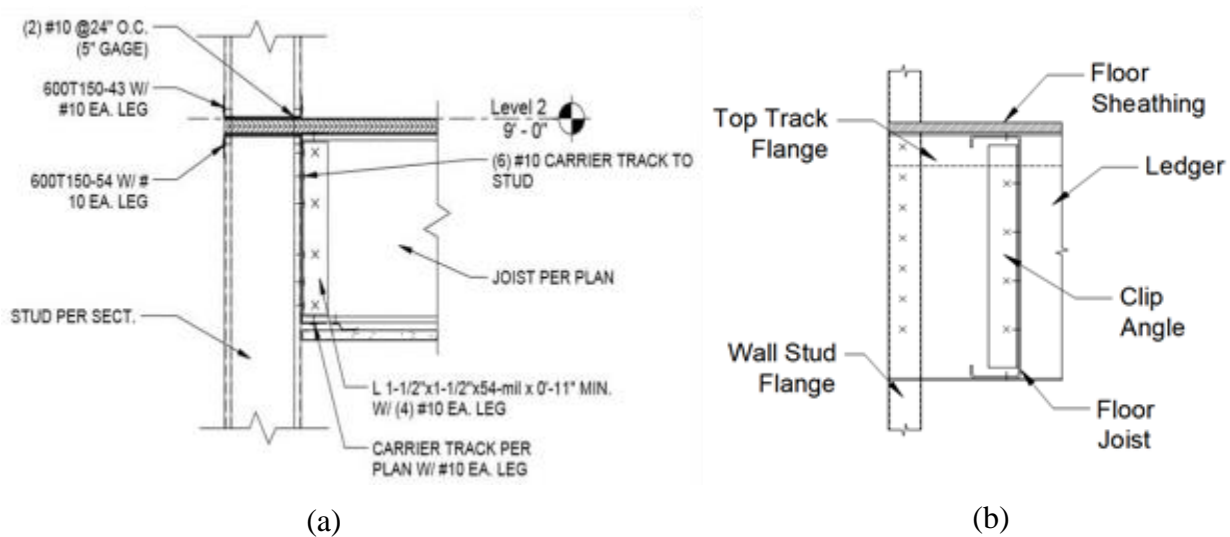 (2) #10 @24" O.C.
(5" GAGE)
600T150-43 W/
#10 EA. LEG
Level 2
9' - 0"
600T150-54 W/ #
10 EA. LEG
(6) #10 CARRIER TRACK TO
STUD
JOIST PER PLAN
STUD PER SECT.
L 1-1/2"x1-1/2"x54-mil x 0'-11" MIN.
W/ (4) #10 EA. LEG
CARRIER TRACK PER
PLAN W/ #10 EA. LEG
(a)
Floor
Sheathing
Top Track
Flange
Ledger
Clip
Angle
Wall Stud
Flange
Floor
Joist
(b)